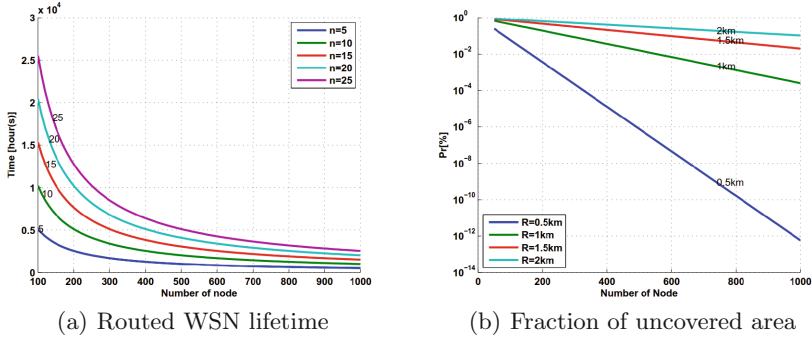 x 10⁴
3
2.5
2
1.5
1
0.5
0
Time [hour(s)]
n=5
n=10
n=15
n=20
n=25
25
20
15
10
5
100 200 300 400 500 600 700 800 900 1000
Number of node
(a) Routed WSN lifetime
10⁰
10⁻²
10⁻⁴
10⁻⁶
10⁻⁸
10⁻¹⁰
10⁻¹²
10⁻¹⁴
Pr[%]
2km
1.5km
1km
0.5km
R=0.5km
R=1km
R=1.5km
R=2km
0 200 400 600 800 1000
Number of Node
(b) Fraction of uncovered area